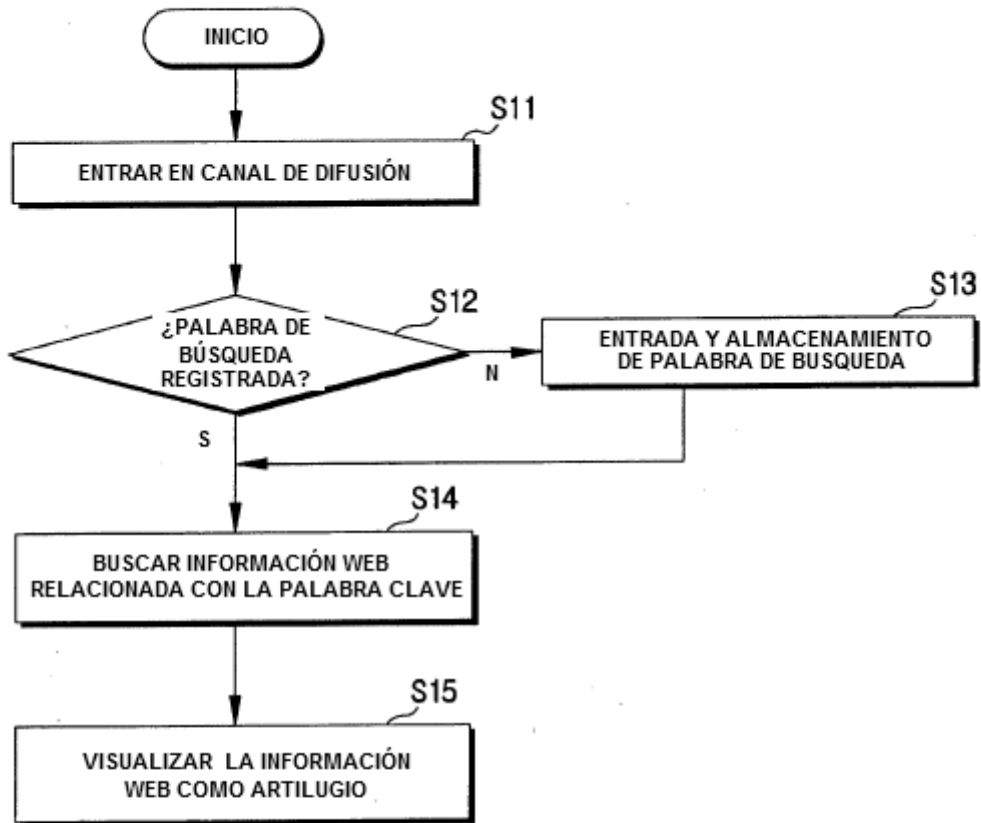 INICIO
S11
ENTRAR EN CANAL DE DIFUSIÓN
S12
¿PALABRA DE
BÚSQUEDA
REGISTRADA?
N
S
S13
ENTRADA Y ALMACENAMIENTO
DE PALABRA DE BUSQUEDA
S14
BUSCAR INFORMACIÓN WEB
RELACIONADA CON LA PALABRA CLAVE
S15
VISUALIZAR LA INFORMACIÓN
WEB COMO ARTILUGIO